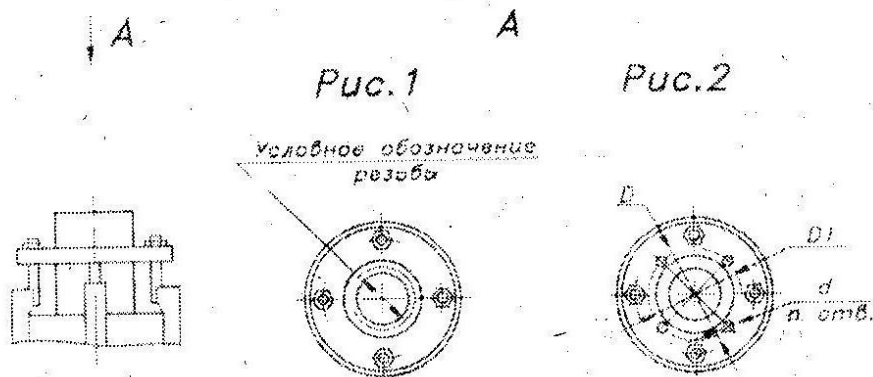 А
А
Рис.1
Рис.2
Условное обозначение
резьбы
D
D1
d
п. отв.